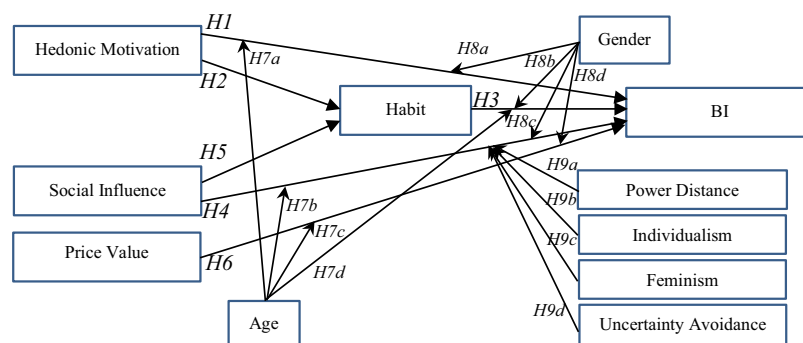 H1
H7a
Hedonic Motivation
H2
H8a
H8b
H8d
Gender
Habit
H3
H8c
BI
H5
Social Influence
H4
H7b
H9a
Power Distance
H9b
Price Value
H6
H7c
H7d
H9c
Individualism
Feminism
Age
H9d
Uncertainty Avoidance